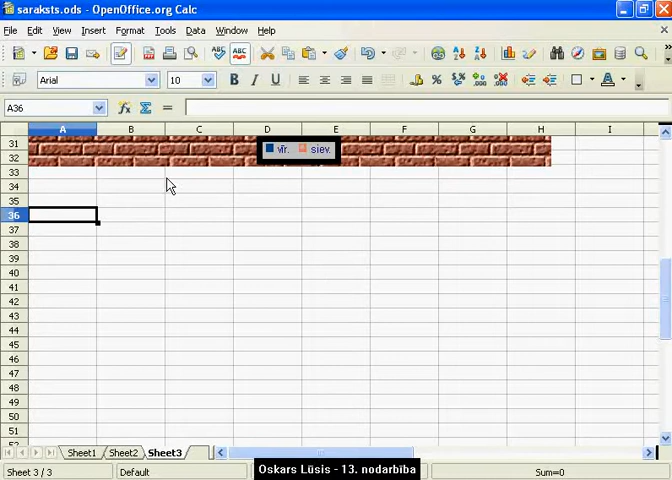 saraksts.ods - OpenOffice.org Calc
File Edit View Insert Format Tools Data Window Help
Arial 10 B I U
A36
A B C D E F G H I
31 vīr. siev.
32
33
34
35
36
37
38
39
40
41
42
43
44
45
46
47
48
49
50
51
Sheet1 Sheet2 Sheet3
Sheet 3 / 3 Default Oskars Lūsis - 13. nodarbība Sum=0